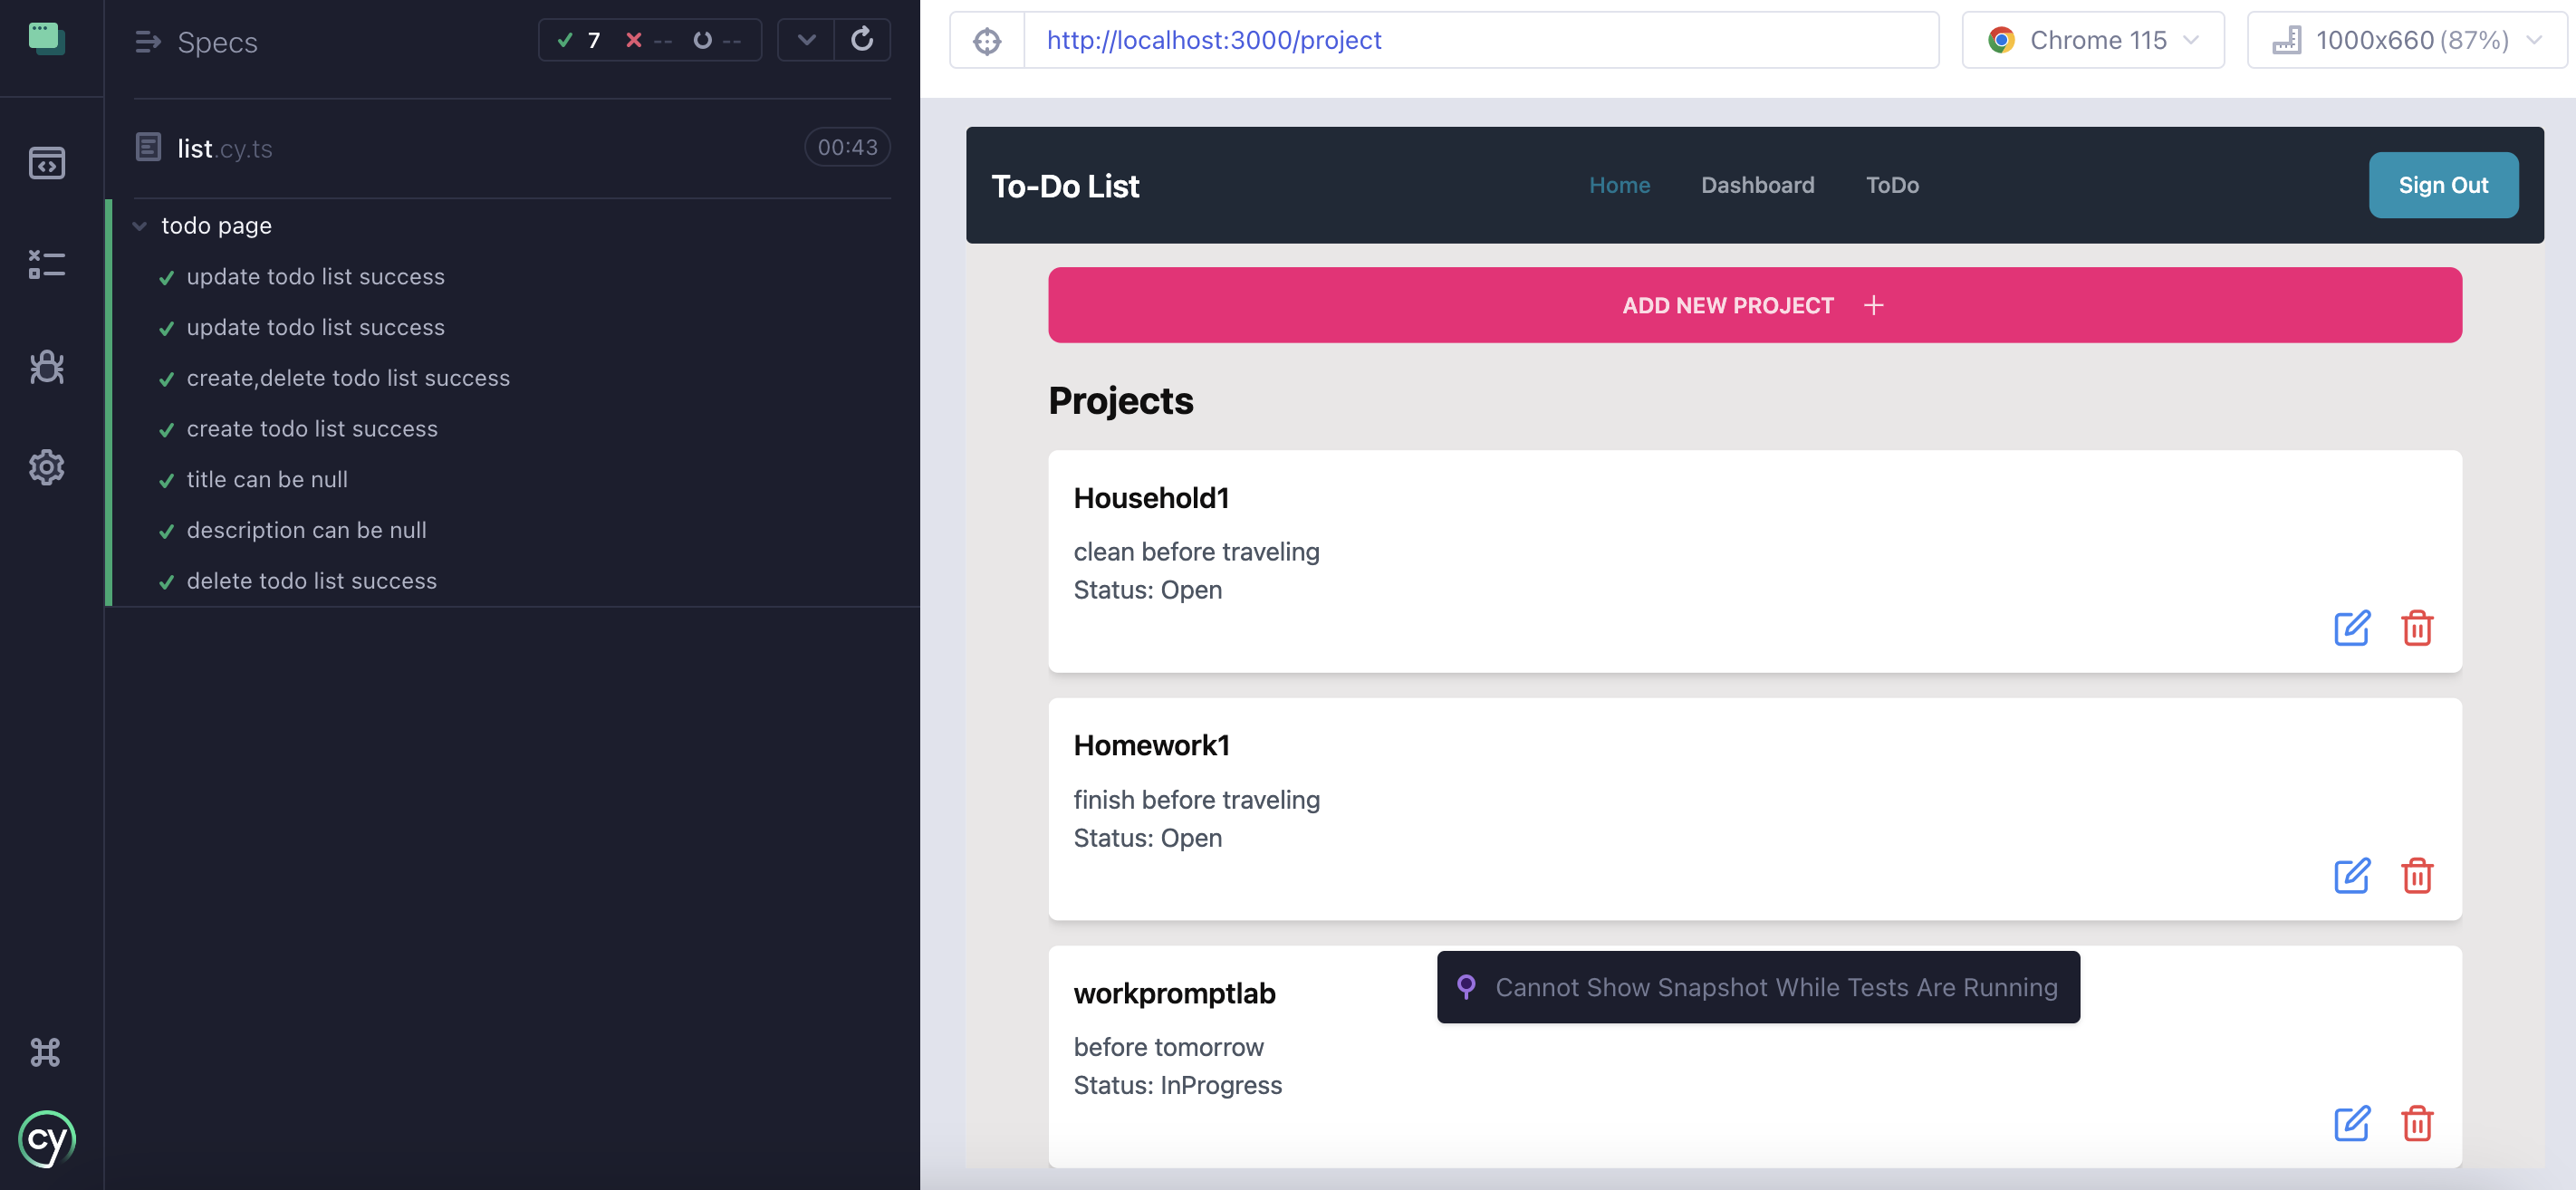 Specs
7 -- --
list.cy.ts
00:43
todo page
update todo list success
update todo list success
create,delete todo list success
create todo list success
title can be null
description can be null
delete todo list success
cy
http://localhost:3000/project
Chrome 115
1000x660 (87%)
To-Do List
Home
Dashboard
ToDo
Sign Out
ADD NEW PROJECT +
Projects
Household1
clean before traveling
Status: Open
Homework1
finish before traveling
Status: Open
workpromptlab
before tomorrow
Status: InProgress
Cannot Show Snapshot While Tests Are Running